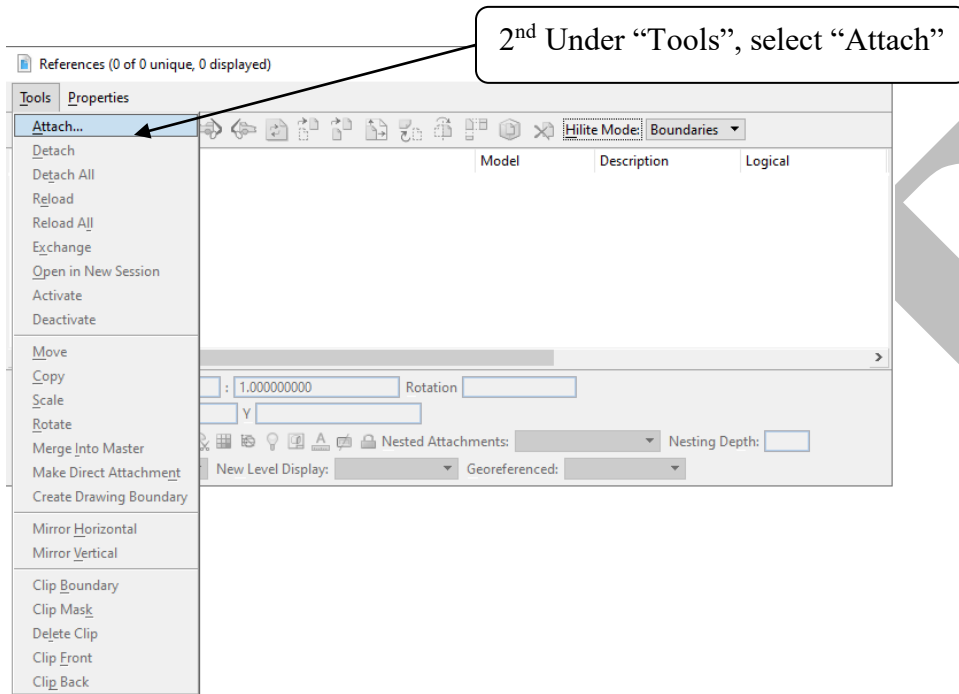 2nd Under “Tools”, select “Attach”
References (0 of 0 unique, 0 displayed)
Tools Properties
Attach... Hilite Mode: Boundaries
Detach Model Description Logical
Detach All
Reload
Reload All
Exchange
Open in New Session
Activate
Deactivate
Move
Copy : 1.000000000 Rotation
Scale Y
Rotate
Merge Into Master Nested Attachments: Nesting Depth:
Make Direct Attachment New Level Display: Georeferenced:
Create Drawing Boundary
Mirror Horizontal
Mirror Vertical
Clip Boundary
Clip Mask
Delete Clip
Clip Front
Clip Back